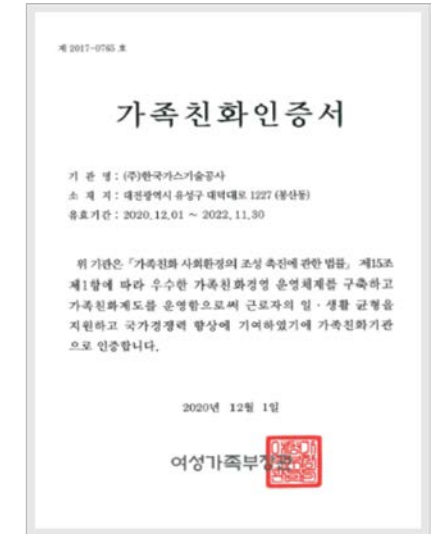 제 2017-0765 호
가족친화인증서
기 관 명 : (주)한국가스기술공사
소 재 지 : 대전광역시 유성구 대덕대로 1227 (봉산동)
유효기간 : 2020.12.01 ~ 2022.11.30
위 기관은 「가족친화 사회환경의 조성 촉진에 관한 법률」 제15조
제1항에 따라 우수한 가족친화경영 운영체제를 구축하고
가족친화제도를 운영함으로써 근로자의 일 · 생활 균형을
지원하고 국가경쟁력 향상에 기여하였기에 가족친화기관
으로 인증합니다.
2020년 12월 1일
여성가족부장관